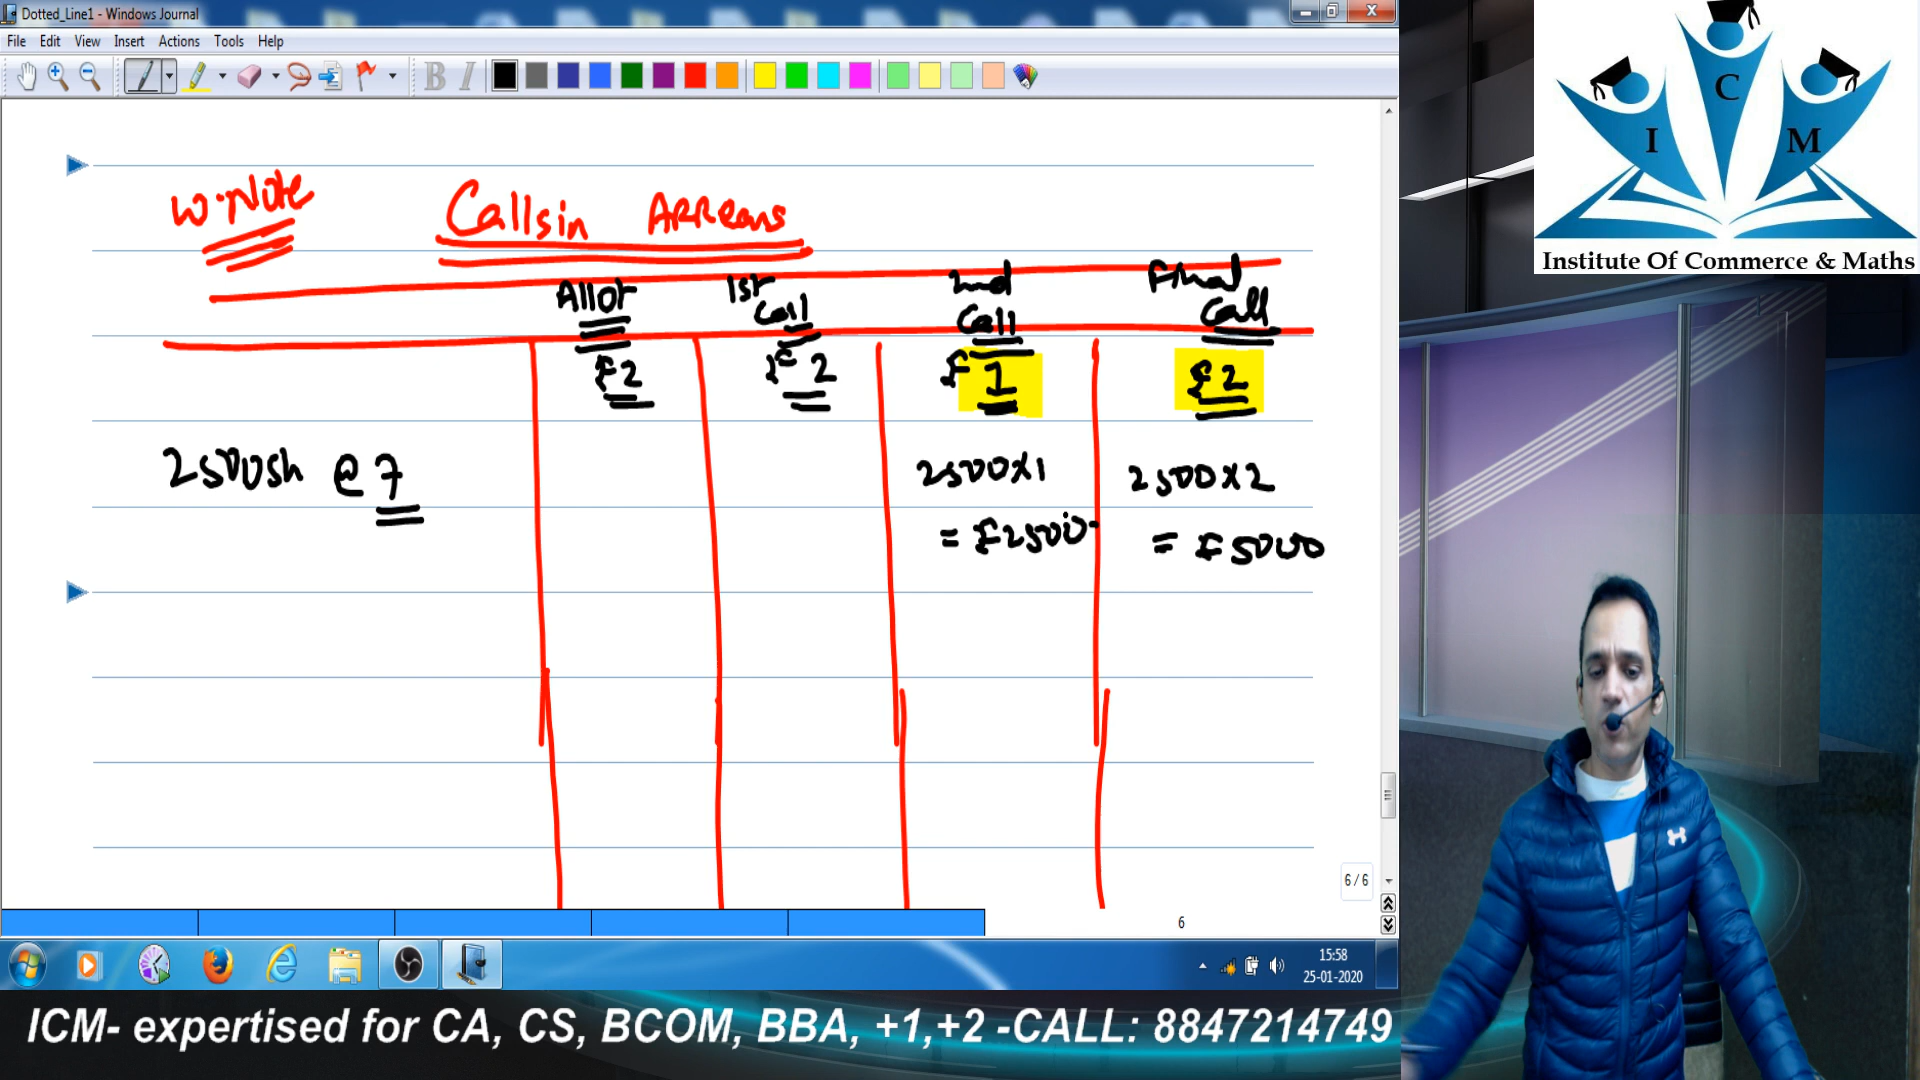 Dotted_Line1 - Windows Journal
File Edit View Insert Actions Tools Help
B I
W.Note Callsin ARRears
Allot 1st Call 2nd Call Final Call
£2 £2 £1 £2
2500sh @ 7 2500x1 2500x2
= £2500 = £5000
6/6
6
15:58
25-01-2020
I C M
Institute Of Commerce & Maths
ICM- expertised for CA, CS, BCOM, BBA, +1,+2 -CALL: 8847214749